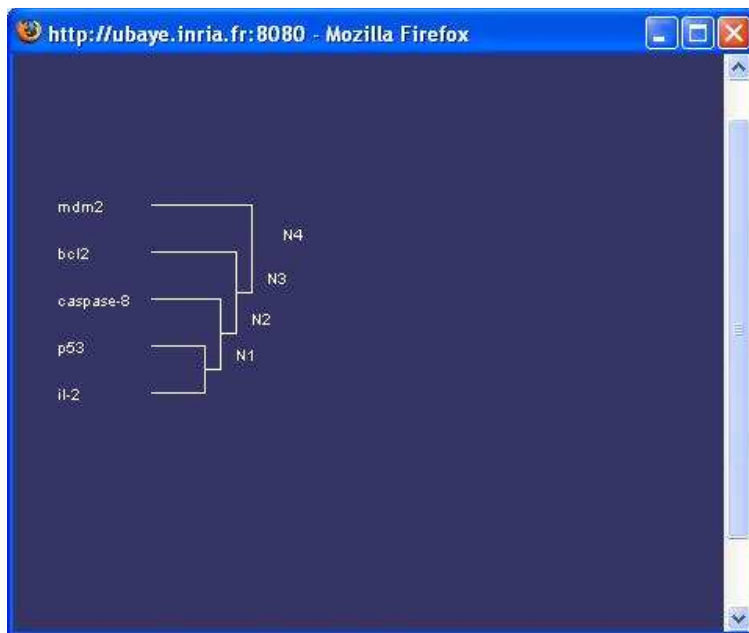 http://ubaye.inria.fr:8080 - Mozilla Firefox
mdm2
N4
bcl2
N3
caspase-8
N2
p53
N1
il-2